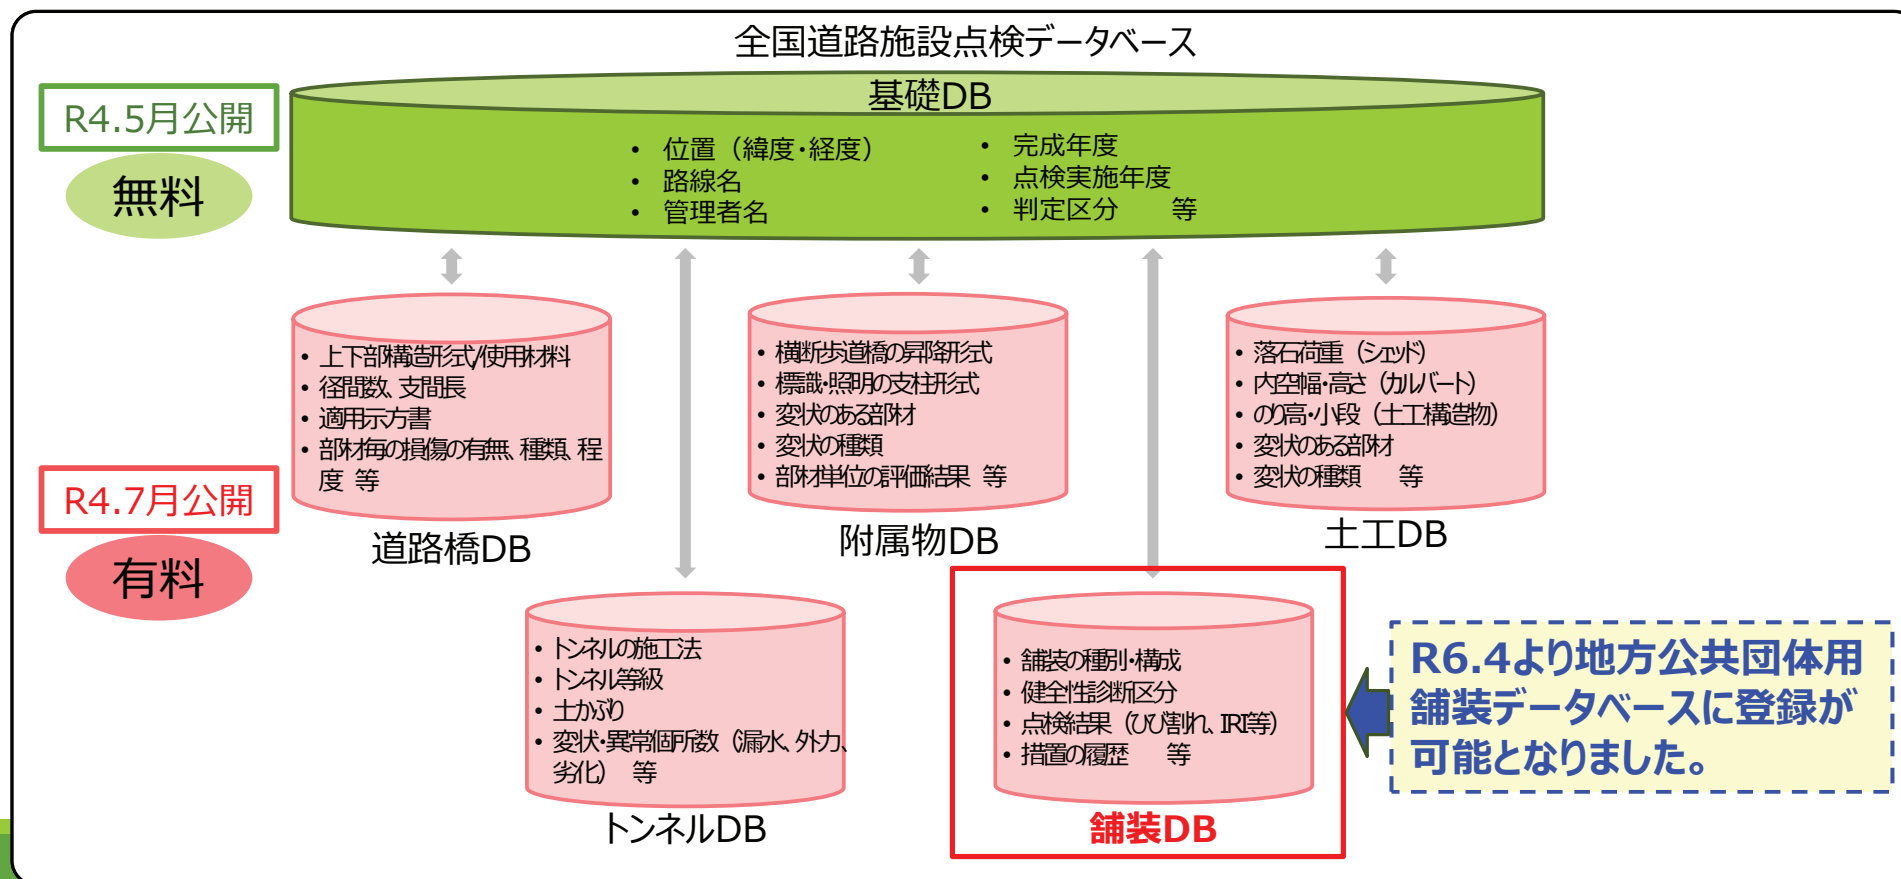 全国道路施設点検データベース
基礎DB
R4.5月公開
無料
• 位置（緯度・経度）
• 路線名
• 管理者名
• 完成年度
• 点検実施年度
• 判定区分　等
• 上下部構造形式/使用材料
• 径間数、支間長
• 適用示方書
• 部材毎の損傷の有無、種類、程
度 等
道路橋DB
• 横断歩道橋の昇降形式
• 標識・照明の支柱形式
• 変状のある部材
• 変状の種類
• 部材単位の評価結果 等
附属物DB
• 落石荷重（シェッド）
• 内空幅・高さ（カルバート）
• のり高・小段（土工構造物）
• 変状のある部材
• 変状の種類　等
土工DB
R4.7月公開
有料
• トンネルの施工法
• トンネル等級
• 土かぶり
• 変状・異常個所数（漏水、外力、
劣化） 等
トンネルDB
• 舗装の種別・構成
• 健全性診断区分
• 点検結果（ひび割れ、IRI等）
• 措置の履歴　等
舗装DB
R6.4より地方公共団体用
舗装データベースに登録が
可能となりました。